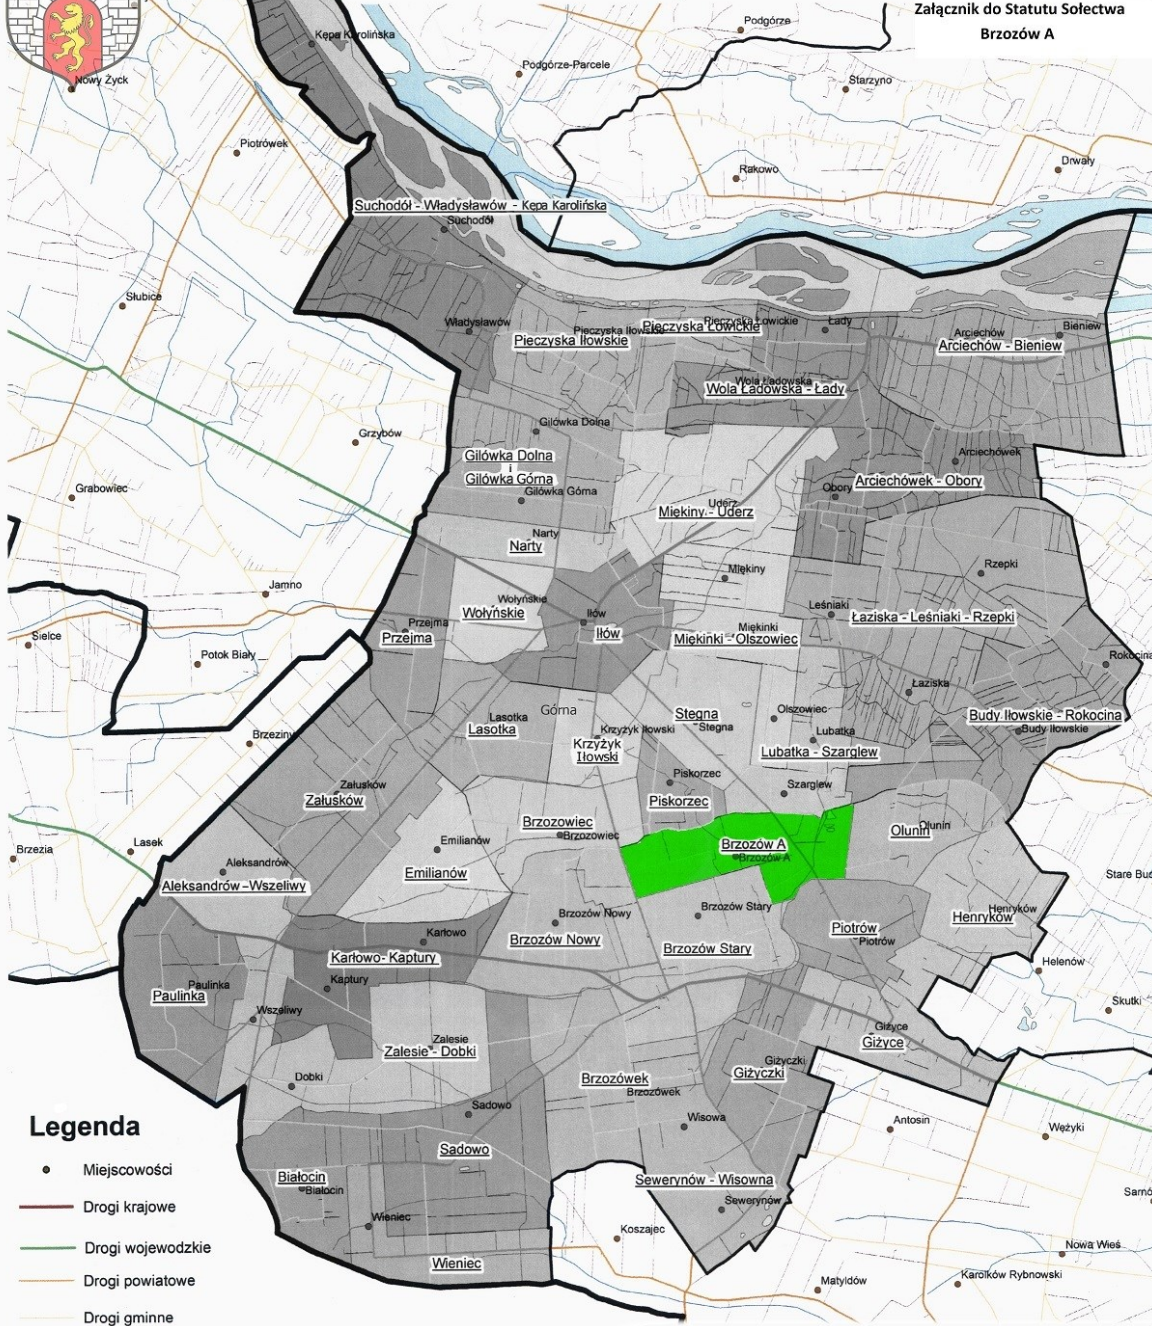 Załącznik do Statutu Sołectwa
Brzozów A
Kępa Karolińska
Podgórze
Podgórze-Parcele
Nowy Życk
Starzyno
Piotrówek
Rakowo
Drwały
Suchodół - Władysławów - Kępa Karolińska
Suchodół
Słubice
Władysławów
Pieczyska Iłowskie
Pieczyska Iłowskie
Pieczyska Łowickie
Pieczyska Łowickie
Łady
Arciechów
Bieniew
Arciechów - Bieniew
Wola Ładowska
Wola Ładowska - Łady
Gilówka Dolna
Grzybów
Gilówka Dolna
i
Gilówka Górna
Gilówka Górna
Arciechówek
Arciechówek - Obory
Obory
Grabowiec
Uderz
Miękiny - Uderz
Narty
Narty
Miękiny
Rzepki
Jamno
Wołyńskie
Wołyńskie
Iłów
Iłów
Leśniaki
Łaziska - Leśniaki - Rzepki
Przejma
Przejma
Miękinki
Miękinki - Olszowiec
Sielce
Potok Biały
Rokocina
Łaziska
Górna
Lasotka
Lasotka
Stegna
Stegna
Olszowiec
Budy Iłowskie - Rokocina
Budy Iłowskie
Krzyżyk Iłowski
Krzyżyk
Iłowski
Lubatka
Lubatka - Szarglew
Brzeziny
Piskorzec
Piskorzec
Szarglew
Załusków
Załusków
Brzozowiec
Brzozowiec
Olunin
Olunin
Emilianów
Emilianów
Brzozów A
Brzozów A
Lasek
Brzezia
Aleksandrów
Aleksandrów –Wszeliwy
Stare Bud
Henryków
Henryków
Brzozów Nowy
Brzozów Nowy
Brzozów Stary
Brzozów Stary
Piotrów
Piotrów
Karłowo
Karłowo- Kaptury
Kaptury
Helenów
Paulinka
Paulinka
Wszeliwy
Skutki
Giżyce
Giżyce
Zalesie
Zalesie - Dobki
Dobki
Giżyczki
Giżyczki
Brzozówek
Brzozówek
Sadowo
Sadowo
Wisowa
Antosin
Wężyki
Legenda
Miejscowości
Drogi krajowe
Drogi wojewodzkie
Drogi powiatowe
Drogi gminne
Białocin
Białocin
Sewerynów - Wisowna
Sewerynów
Wieniec
Wieniec
Koszajec
Nowa Wieś
Matyldów
Karolków Rybnowski